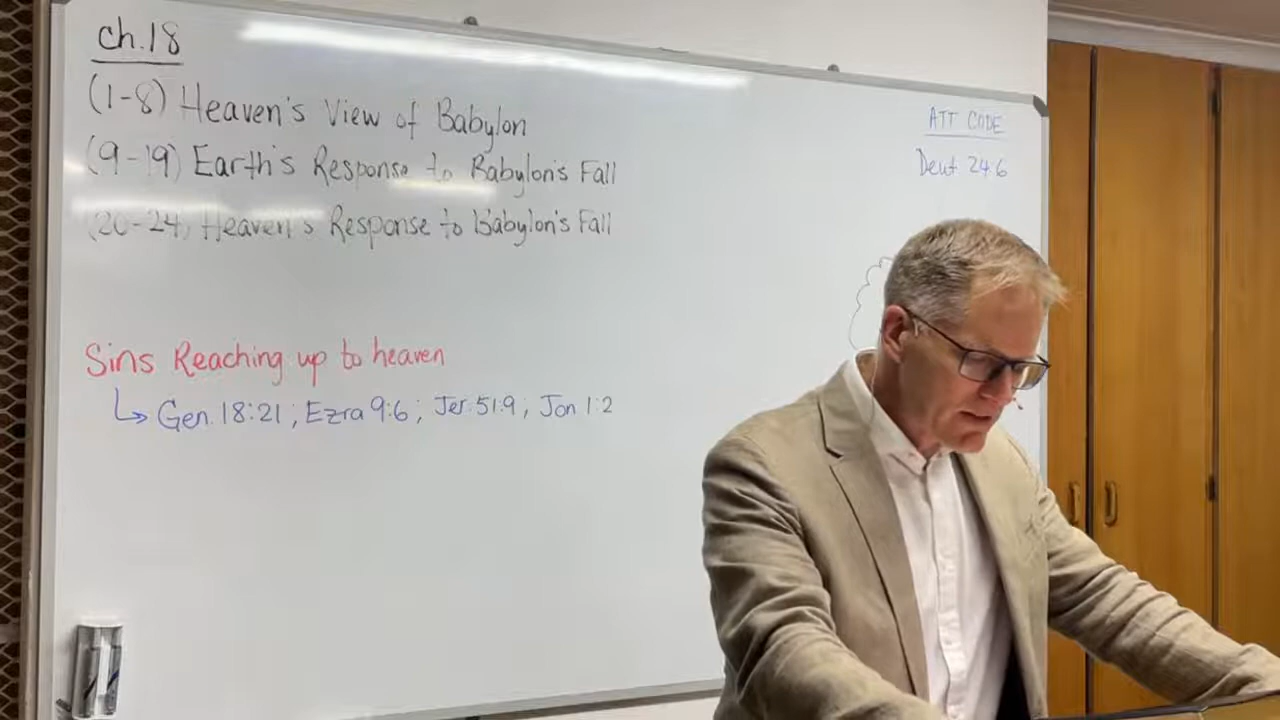 ch.18
(1-8) Heaven's View of Babylon
(9-19) Earth's Response to Babylon's Fall
(20-24) Heaven's Response to Babylon's Fall
Sins Reaching up to heaven
↳ Gen. 18:21; Ezra 9:6; Jer. 51:9; Jon 1:2
ATT CODE
Deut 24:6